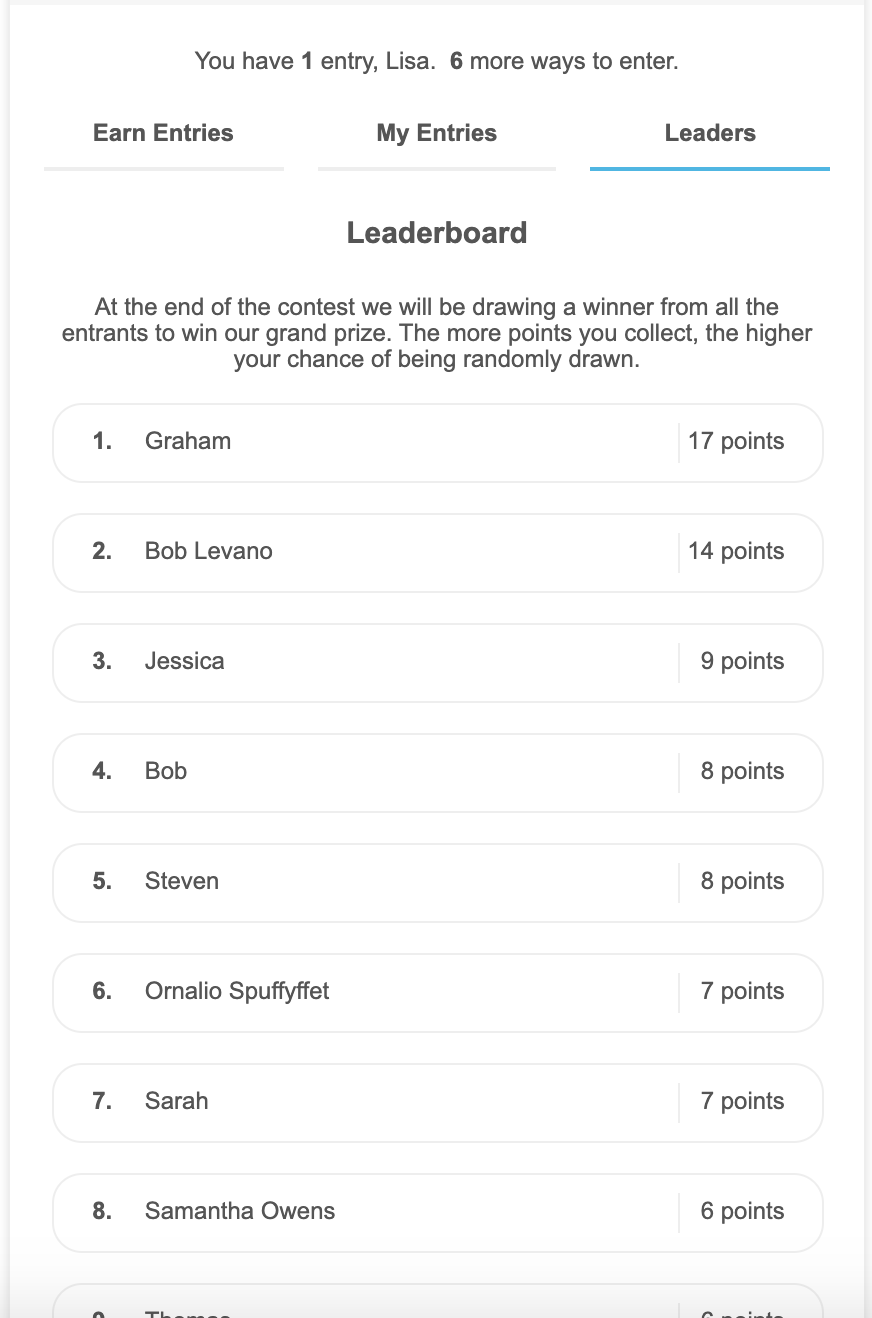 You have 1 entry, Lisa. 6 more ways to enter.
Earn Entries My Entries Leaders
Leaderboard
At the end of the contest we will be drawing a winner from all the
entrants to win our grand prize. The more points you collect, the higher
your chance of being randomly drawn.
1. Graham 17 points
2. Bob Levano 14 points
3. Jessica 9 points
4. Bob 8 points
5. Steven 8 points
6. Ornalio Spuffyffet 7 points
7. Sarah 7 points
8. Samantha Owens 6 points
9. Thomas 6 points